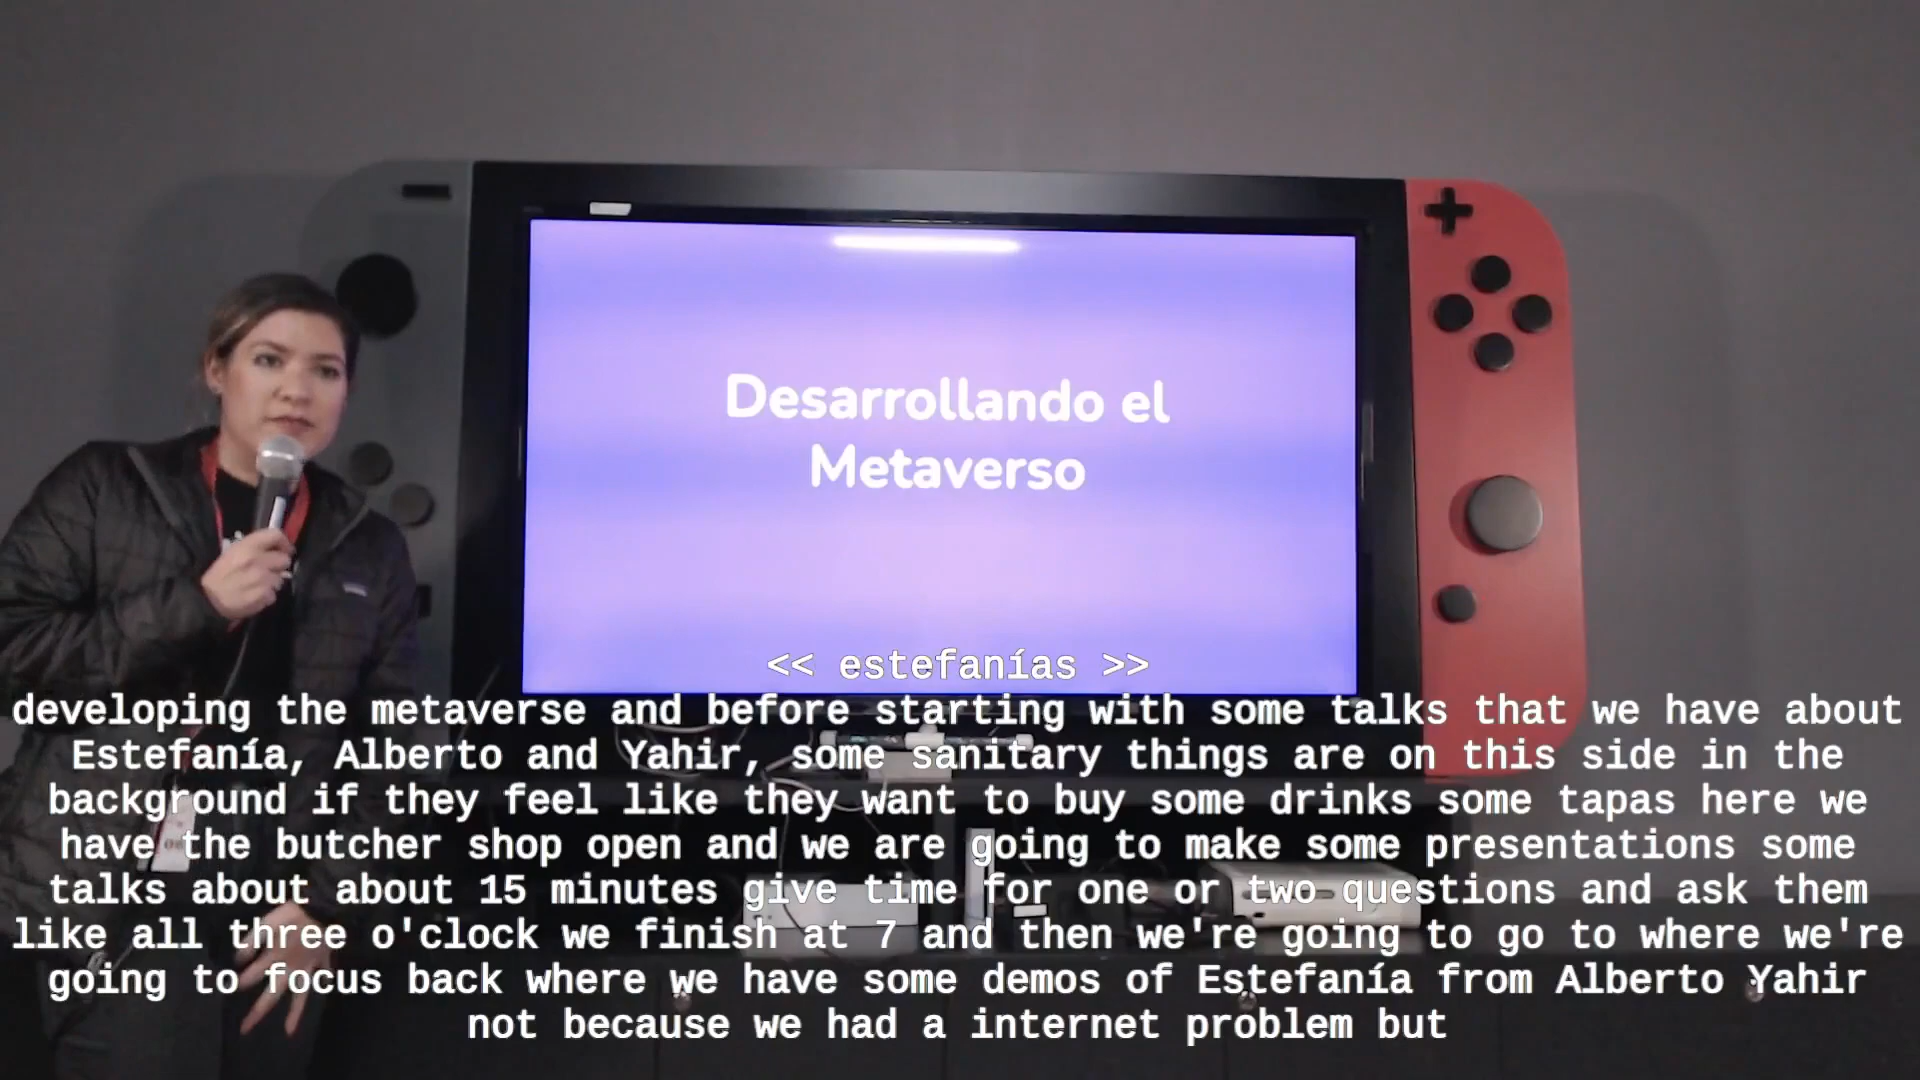 Desarrollando el
Metaverso
<< estefanías >>
developing the metaverse and before starting with some talks that we have about
Estefanía, Alberto and Yahir, some sanitary things are on this side in the
background if they feel like they want to buy some drinks some tapas here we
have the butcher shop open and we are going to make some presentations some
talks about about 15 minutes give time for one or two questions and ask them
like all three o'clock we finish at 7 and then we're going to go to where we're
going to focus back where we have some demos of Estefanía from Alberto Yahir
not because we had a internet problem but